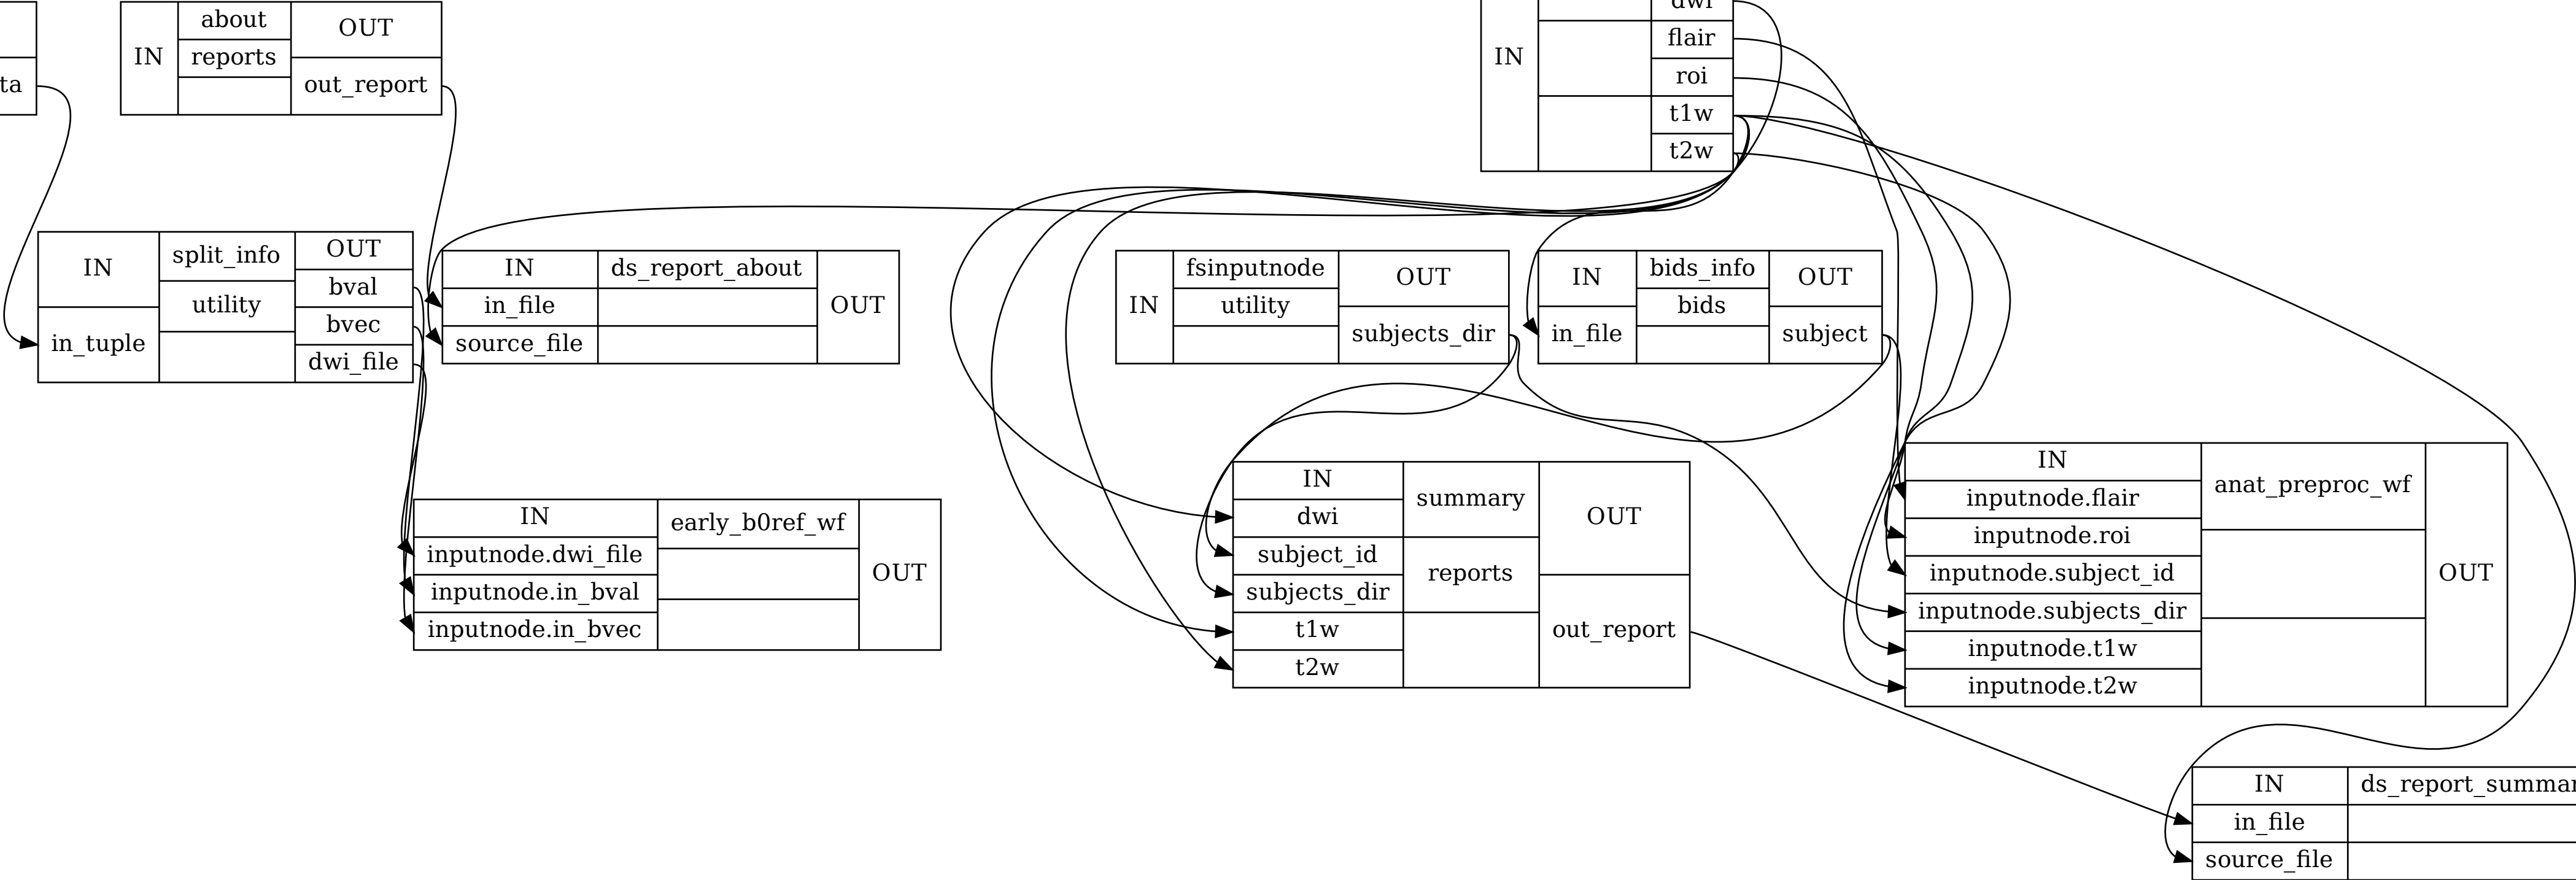 ta
IN
about
reports
OUT
out_report
IN
dwi
flair
roi
t1w
t2w
IN
in_tuple
split_info
utility
OUT
bval
bvec
dwi_file
IN
in_file
source_file
ds_report_about
OUT
IN
fsinputnode
utility
OUT
subjects_dir
IN
in_file
bids_info
bids
OUT
subject
IN
inputnode.dwi_file
inputnode.in_bval
inputnode.in_bvec
early_b0ref_wf
OUT
IN
dwi
subject_id
subjects_dir
t1w
t2w
summary
reports
OUT
out_report
IN
inputnode.flair
inputnode.roi
inputnode.subject_id
inputnode.subjects_dir
inputnode.t1w
inputnode.t2w
anat_preproc_wf
OUT
IN
in_file
source_file
ds_report_summar